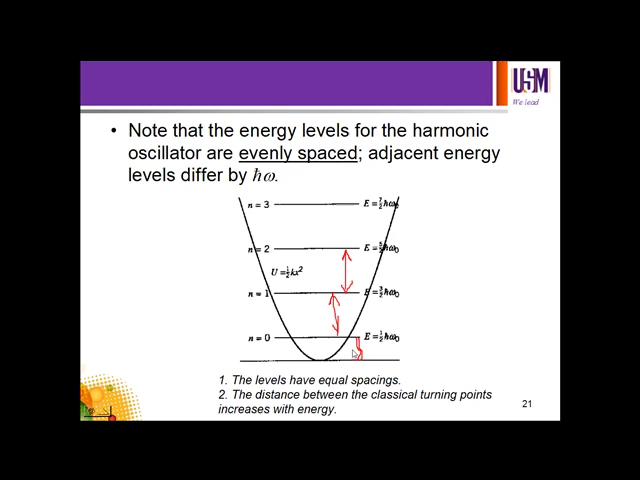 USM
We lead
• Note that the energy levels for the harmonic
oscillator are evenly spaced; adjacent energy
levels differ by ħω.
n = 3 E = 7/2 ħω₀
n = 2 E = 5/2 ħω₀
U = ½kx²
n = 1 E = 3/2 ħω₀
n = 0 E = 1/2 ħω₀
1. The levels have equal spacings.
2. The distance between the classical turning points
increases with energy.
21